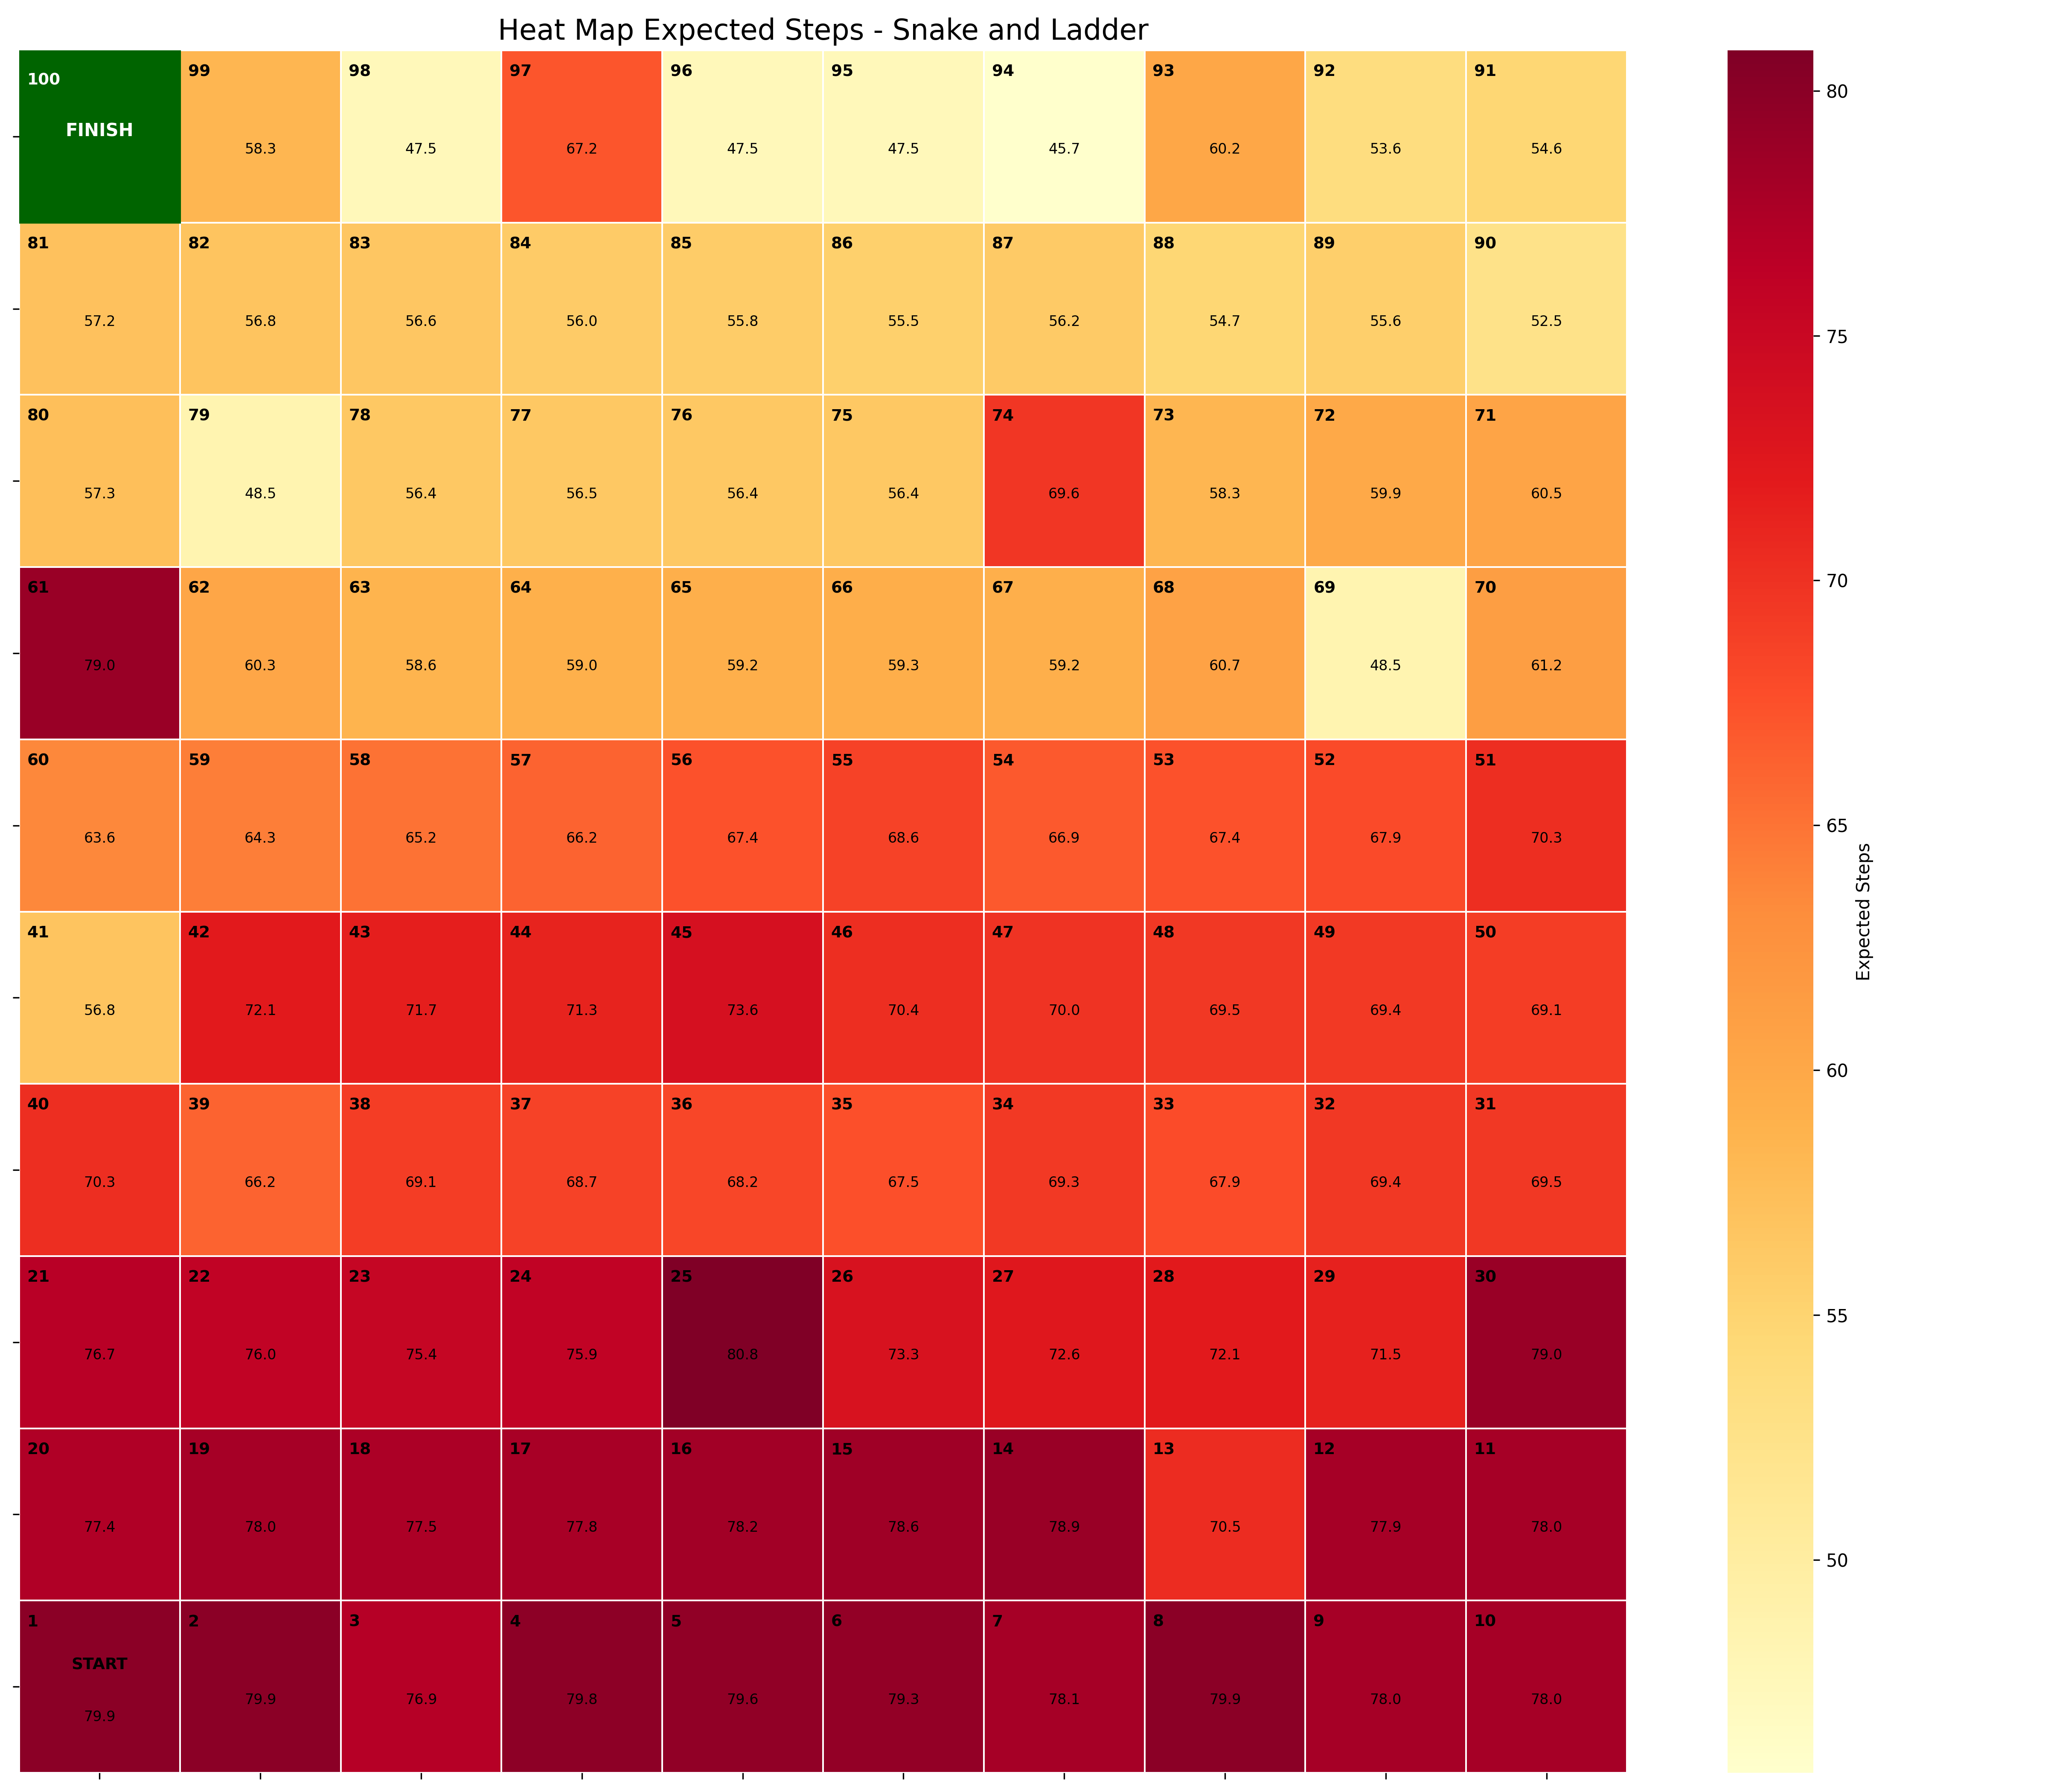 Heat Map Expected Steps - Snake and Ladder
100 99 98 97 96 95 94 93 92 91
FINISH
58.3 47.5 67.2 47.5 47.5 45.7 60.2 53.6 54.6
81 82 83 84 85 86 87 88 89 90
57.2 56.8 56.6 56.0 55.8 55.5 56.2 54.7 55.6 52.5
80 79 78 77 76 75 74 73 72 71
57.3 48.5 56.4 56.5 56.4 56.4 69.6 58.3 59.9 60.5
61 62 63 64 65 66 67 68 69 70
79.0 60.3 58.6 59.0 59.2 59.3 59.2 60.7 48.5 61.2
60 59 58 57 56 55 54 53 52 51
63.6 64.3 65.2 66.2 67.4 68.6 66.9 67.4 67.9 70.3
41 42 43 44 45 46 47 48 49 50
56.8 72.1 71.7 71.3 73.6 70.4 70.0 69.5 69.4 69.1
40 39 38 37 36 35 34 33 32 31
70.3 66.2 69.1 68.7 68.2 67.5 69.3 67.9 69.4 69.5
21 22 23 24 25 26 27 28 29 30
76.7 76.0 75.4 75.9 80.8 73.3 72.6 72.1 71.5 79.0
20 19 18 17 16 15 14 13 12 11
77.4 78.0 77.5 77.8 78.2 78.6 78.9 70.5 77.9 78.0
1 2 3 4 5 6 7 8 9 10
START
79.9 79.9 76.9 79.8 79.6 79.3 78.1 79.9 78.0 78.0
80
75
70
65
60
55
50
Expected Steps